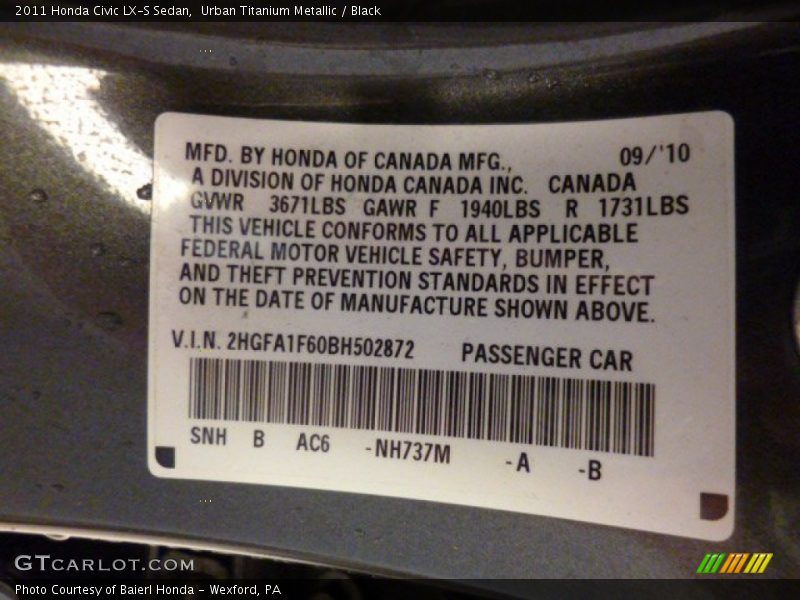 2011 Honda Civic LX-S Sedan,  Urban Titanium Metallic / Black
MFD. BY HONDA OF CANADA MFG., 09/'10
A DIVISION OF HONDA CANADA INC. CANADA
GVWR 3671LBS GAWR F 1940LBS R 1731LBS
THIS VEHICLE CONFORMS TO ALL APPLICABLE
FEDERAL MOTOR VEHICLE SAFETY, BUMPER,
AND THEFT PREVENTION STANDARDS IN EFFECT
ON THE DATE OF MANUFACTURE SHOWN ABOVE.
V.I.N. 2HGFA1F60BH502872 PASSENGER CAR
SNH B AC6 -NH737M -A -B
GTCARLOT.COM
Photo Courtesy of Baierl Honda - Wexford, PA